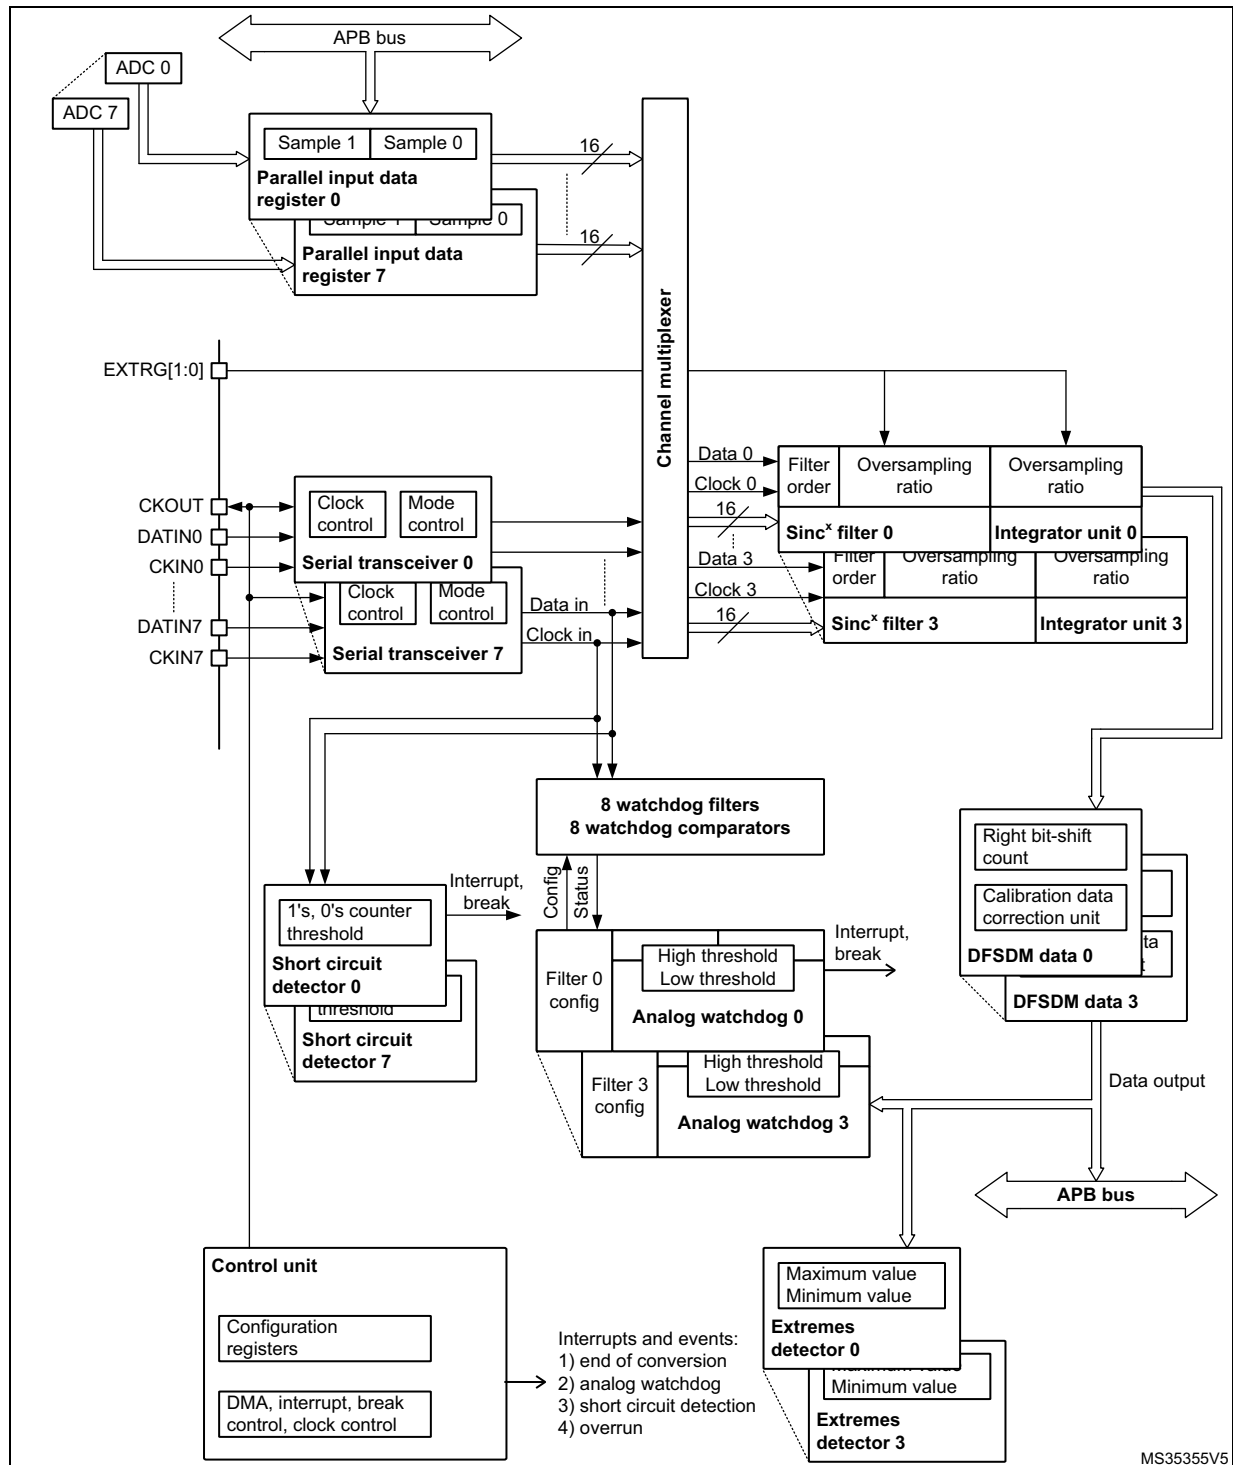 APB bus
ADC 0
ADC 7
Sample 1
Sample 0
Parallel input data
register 0
16
Sample 1
Sample 0
Parallel input data
register 7
16
Channel multiplexer
EXTRG[1:0]
CKOUT
DATIN0
CKIN0
DATIN7
CKIN7
Clock
control
Mode
control
Serial transceiver 0
Clock
control
Mode
control
Serial transceiver 7
Data in
Clock in
Data 0
Clock 0
16
Data 3
Clock 3
16
Filter
order
Oversampling
ratio
Oversampling
ratio
Sincx filter 0
Integrator unit 0
Filter
order
Oversampling
ratio
Oversampling
ratio
Sincx filter 3
Integrator unit 3
8 watchdog filters
8 watchdog comparators
Config
Status
1's, 0's counter
threshold
Short circuit
detector 0
Interrupt,
break
threshold
Short circuit
detector 7
Filter 0
config
High threshold
Low threshold
Analog watchdog 0
Interrupt,
break
Filter 3
config
High threshold
Low threshold
Analog watchdog 3
Right bit-shift
count
Calibration data
correction unit
DFSDM data 0
ta
t
DFSDM data 3
Data output
APB bus
Control unit
Configuration
registers
DMA, interrupt, break
control, clock control
Interrupts and events:
1) end of conversion
2) analog watchdog
3) short circuit detection
4) overrun
Maximum value
Minimum value
Extremes
detector 0
Maximum value
Minimum value
Extremes
detector 3
MS35355V5